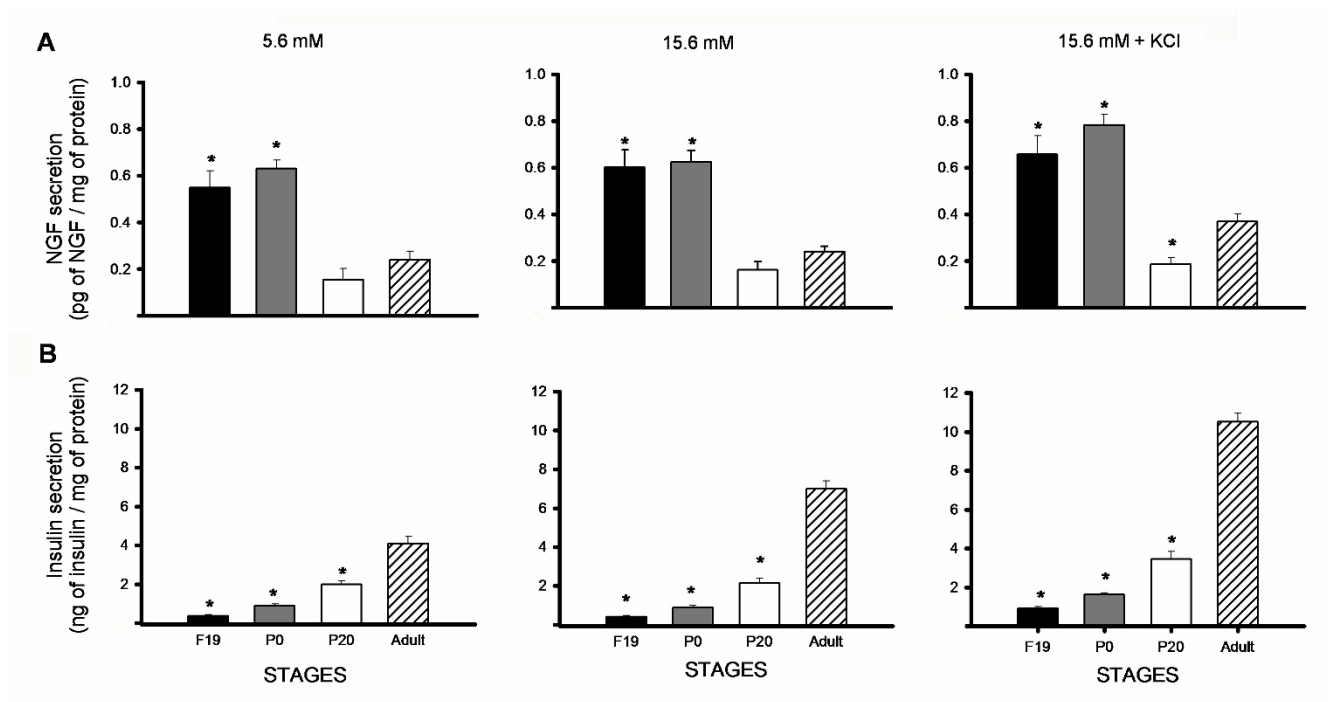 A
5.6 mM
15.6 mM
15.6 mM + KCl
NGF secretion
(pg of NGF / mg of protein)
1.0
0.8
0.6
0.4
0.2
* *
1.0
0.8
0.6
0.4
0.2
* *
1.0
0.8
0.6
0.4
0.2
* * *
B
Insulin secretion
(ng of insulin / mg of protein)
12
10
8
6
4
2
* * *
F19 P0 P20 Adult
STAGES
12
10
8
6
4
2
* * *
F19 P0 P20 Adult
STAGES
12
10
8
6
4
2
* * *
F19 P0 P20 Adult
STAGES